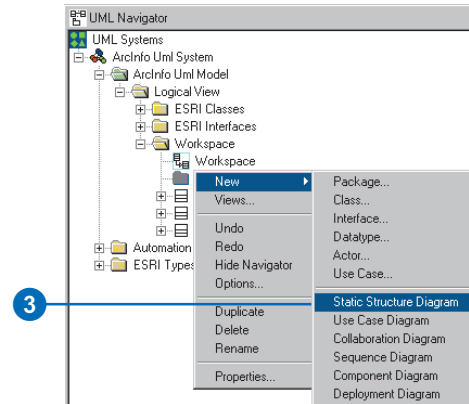 UML Navigator
UML Systems
ArcInfo Uml System
ArcInfo Uml Model
Logical View
ESRI Classes
ESRI Interfaces
Workspace
Workspace
Automation
ESRI Types
New
Views...
Undo
Redo
Hide Navigator
Options...
Duplicate
Delete
Rename
Properties...
Package...
Class...
Interface...
Datatype...
Actor...
Use Case...
Static Structure Diagram
Use Case Diagram
Collaboration Diagram
Sequence Diagram
Component Diagram
Deployment Diagram
3